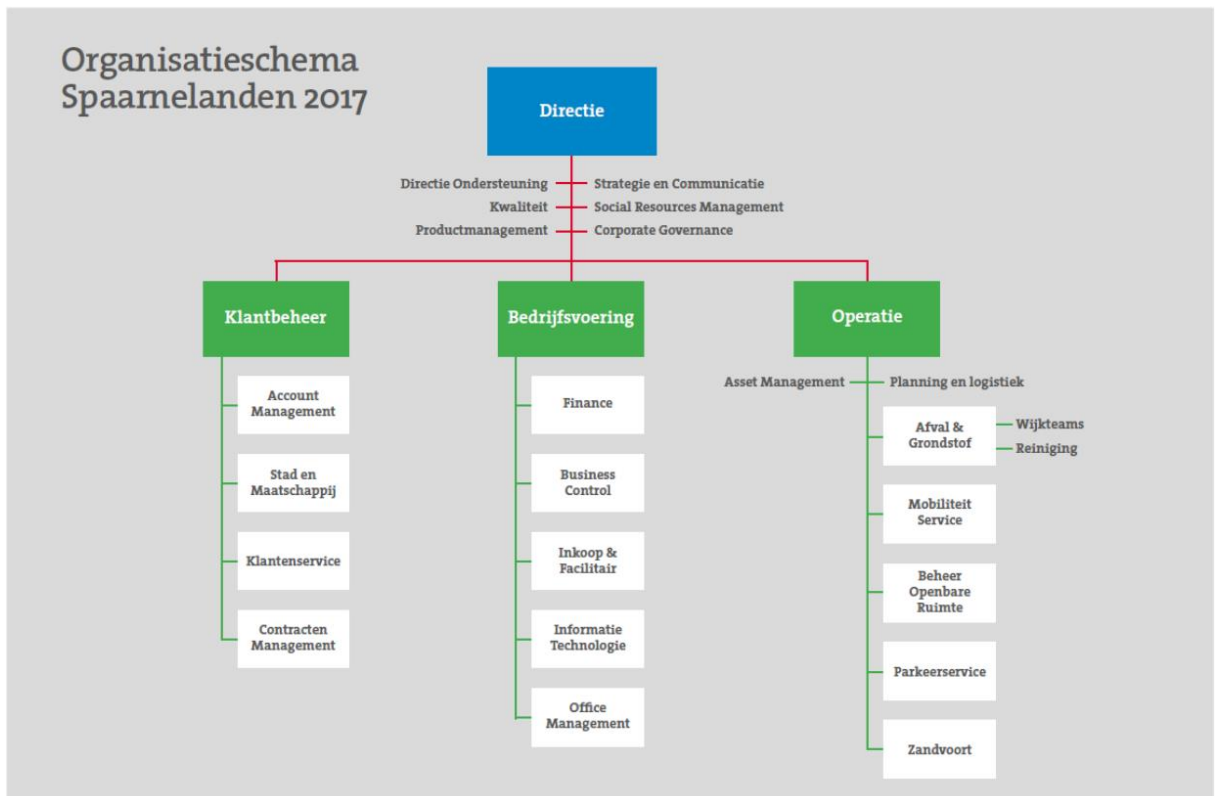 Organisatieschema
Spaarnelanden 2017
Directie
Directie Ondersteuning
Strategie en Communicatie
Kwaliteit
Social Resources Management
Productmanagement
Corporate Governance
Klantbeheer
Account
Management
Stad en
Maatschappij
Klantenservice
Contracten
Management
Bedrijfsvoering
Finance
Business
Control
Inkoop &
Facilitair
Informatie
Technologie
Office
Management
Operatie
Asset Management
Planning en logistiek
Afval &
Grondstof
Wijkteams
Reiniging
Mobiliteit
Service
Beheer
Openbare
Ruimte
Parkeerservice
Zandvoort